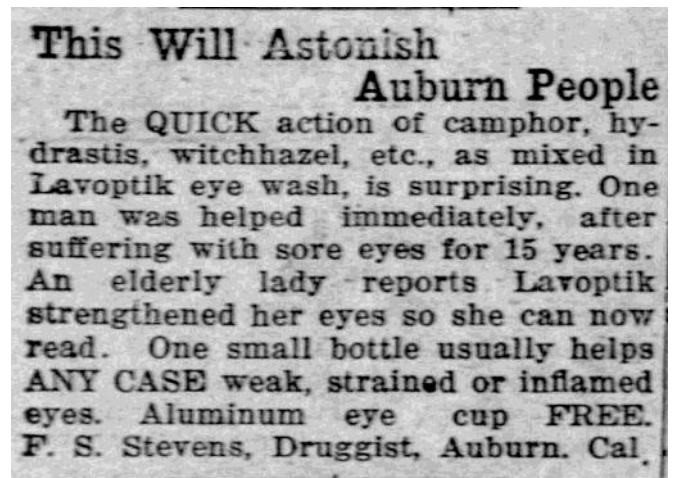 This Will Astonish
Auburn People
The QUICK action of camphor, hy-
drastis, witchhazel, etc., as mixed in
Lavoptik eye wash, is surprising. One
man was helped immediately, after
suffering with sore eyes for 15 years.
An elderly lady reports Lavoptik
strengthened her eyes so she can now
read. One small bottle usually helps
ANY CASE weak, strained or inflamed
eyes. Aluminum eye cup FREE.
F. S. Stevens, Druggist, Auburn. Cal.